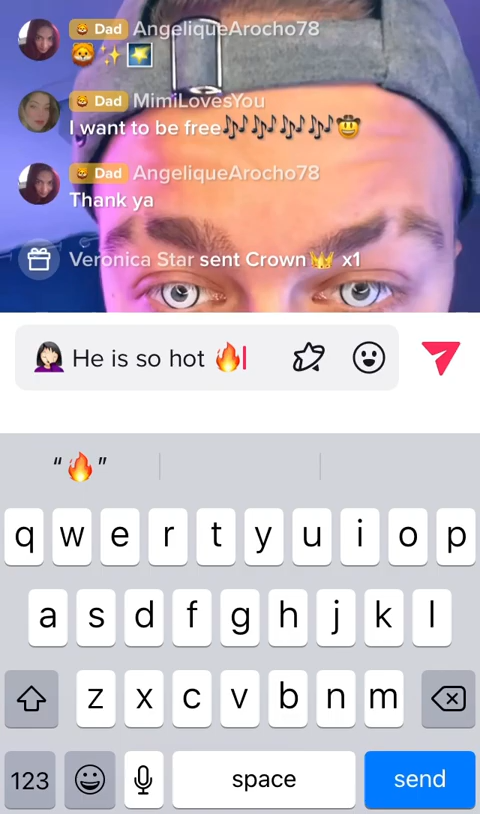 Dad AngeliqueArocho78
🦁✨🌠
Dad MimiLovesYou
I want to be free🎶🎶🎶🎶🤠
Dad AngeliqueArocho78
Thank ya
Veronica Star sent Crown👑 x1
🤦🏻‍♀️ He is so hot 🔥
“🔥”
q w e r t y u i o p
a s d f g h j k l
z x c v b n m
123 space send